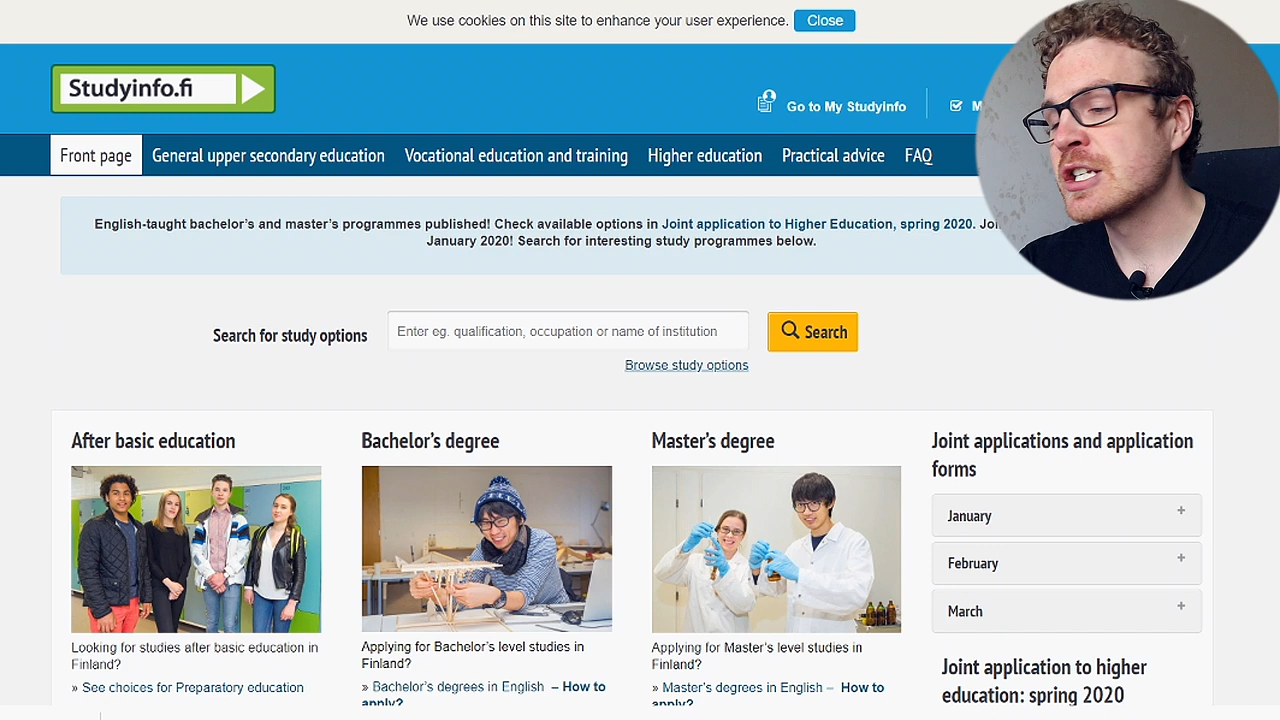 We use cookies on this site to enhance your user experience. Close
Studyinfo.fi
Go to My Studyinfo
Front page General upper secondary education Vocational education and training Higher education Practical advice FAQ
English-taught bachelor's and master's programmes published! Check available options in Joint application to Higher Education, spring 2020.
January 2020! Search for interesting study programmes below.
Search for study options Enter eg. qualification, occupation or name of institution Search
Browse study options
After basic education
Looking for studies after basic education in
Finland?
» See choices for Preparatory education
Bachelor's degree
Applying for Bachelor's level studies in
Finland?
» Bachelor's degrees in English – How to
apply?
Master's degree
Applying for Master's level studies in
Finland?
» Master's degrees in English – How to
apply?
Joint applications and application
forms
January +
February +
March +
Joint application to higher
education: spring 2020